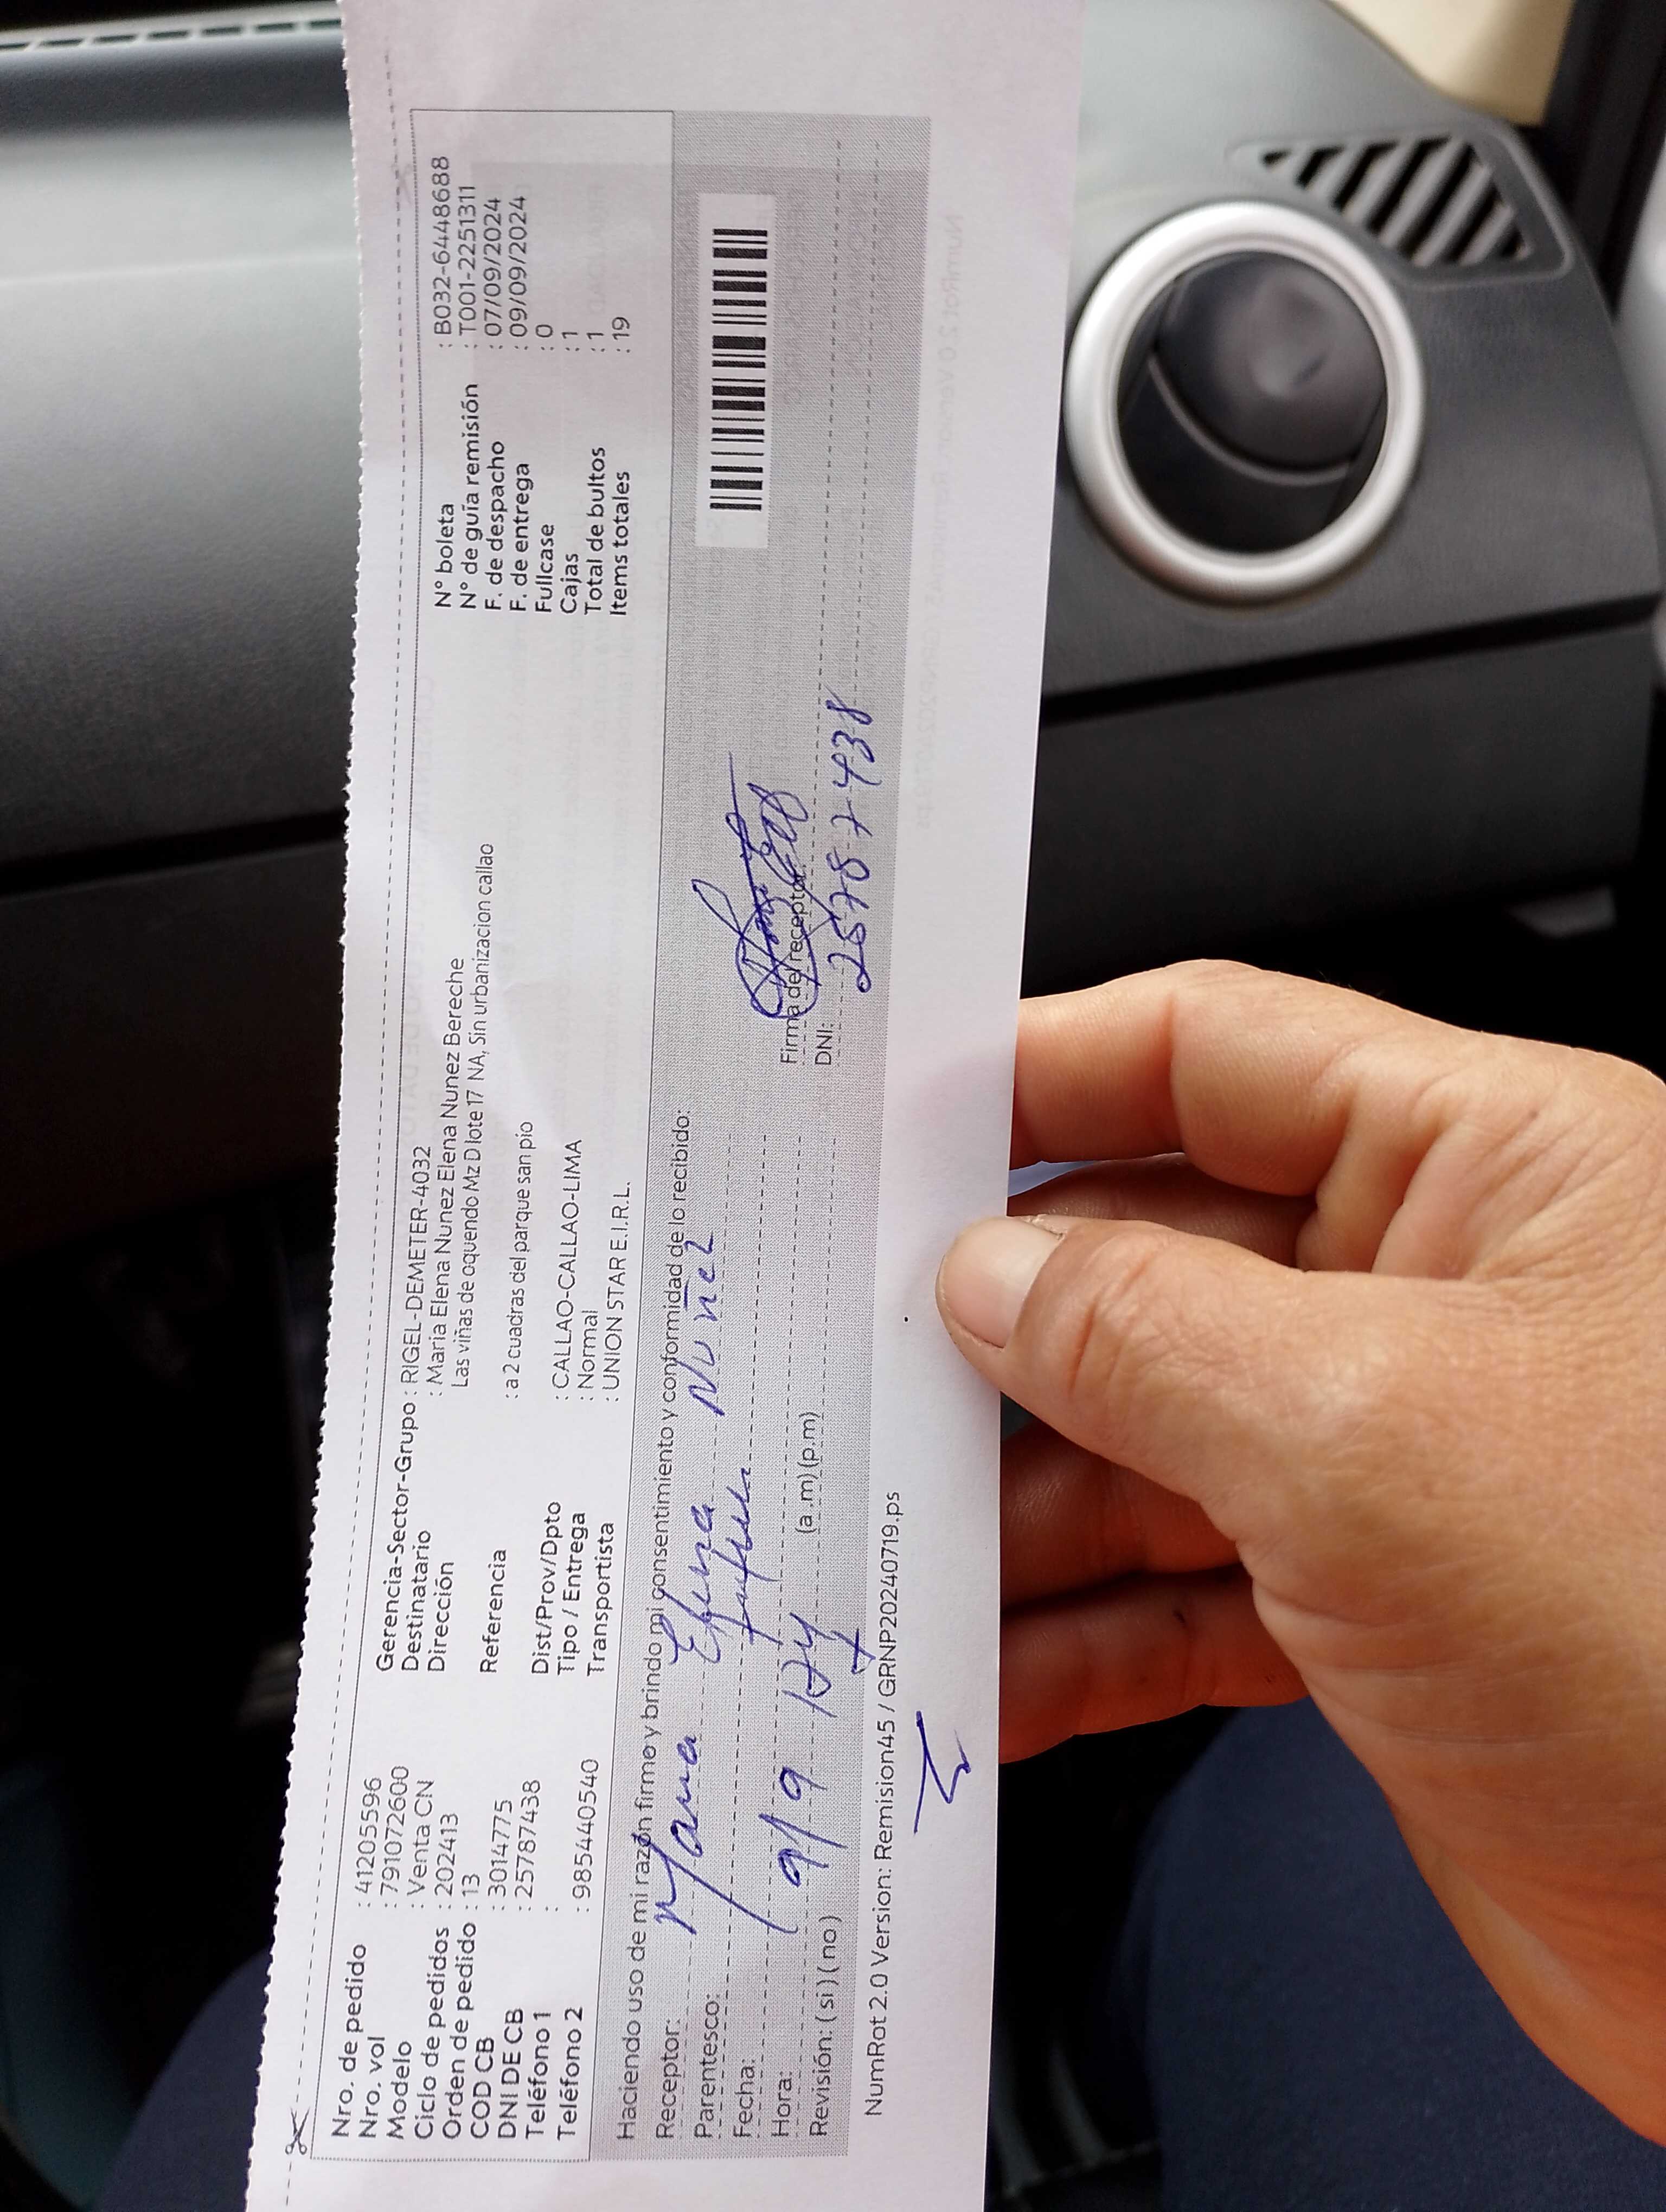 Nro. de pedido : 41205596
Nro. vol : 791072600
Modelo : Venta CN
Ciclo de pedidos : 202413
Orden de pedido : 13
COD CB : 3014775
DNI DE CB : 25787438
Teléfono 1 :
Teléfono 2 : 985440540
Gerencia-Sector-Grupo : RIGEL-DEMETER-4032
Destinatario : Maria Elena Nunez Elena Nunez Bereche
Dirección Las viñas de oquendo Mz D lote 17 NA, Sin urbanizacion callao
Referencia : a 2 cuadras del parque san pio
Dist/Prov/Dpto : CALLAO-CALLAO-LIMA
Tipo / Entrega : Normal
Transportista : UNION STAR E.I.R.L.
N° boleta : B032-6448688
N° de guía remisión : T001-2251311
F. de despacho : 07/09/2024
F. de entrega : 09/09/2024
Fullcase : 0
Cajas : 1
Total de bultos : 1
Items totales : 19
Haciendo uso de mi razón firmo y brindo mi consentimiento y conformidad de lo recibido:
Receptor: Maria Elena Nuñez
Parentesco:
Fecha: 9/9
Hora: (a.m) (p.m)
Revisión: ( si ) ( no )
Firma de receptor:
DNI: 25787438
NumRot 2.0 Version: Remision45 / GRNP20240719.ps